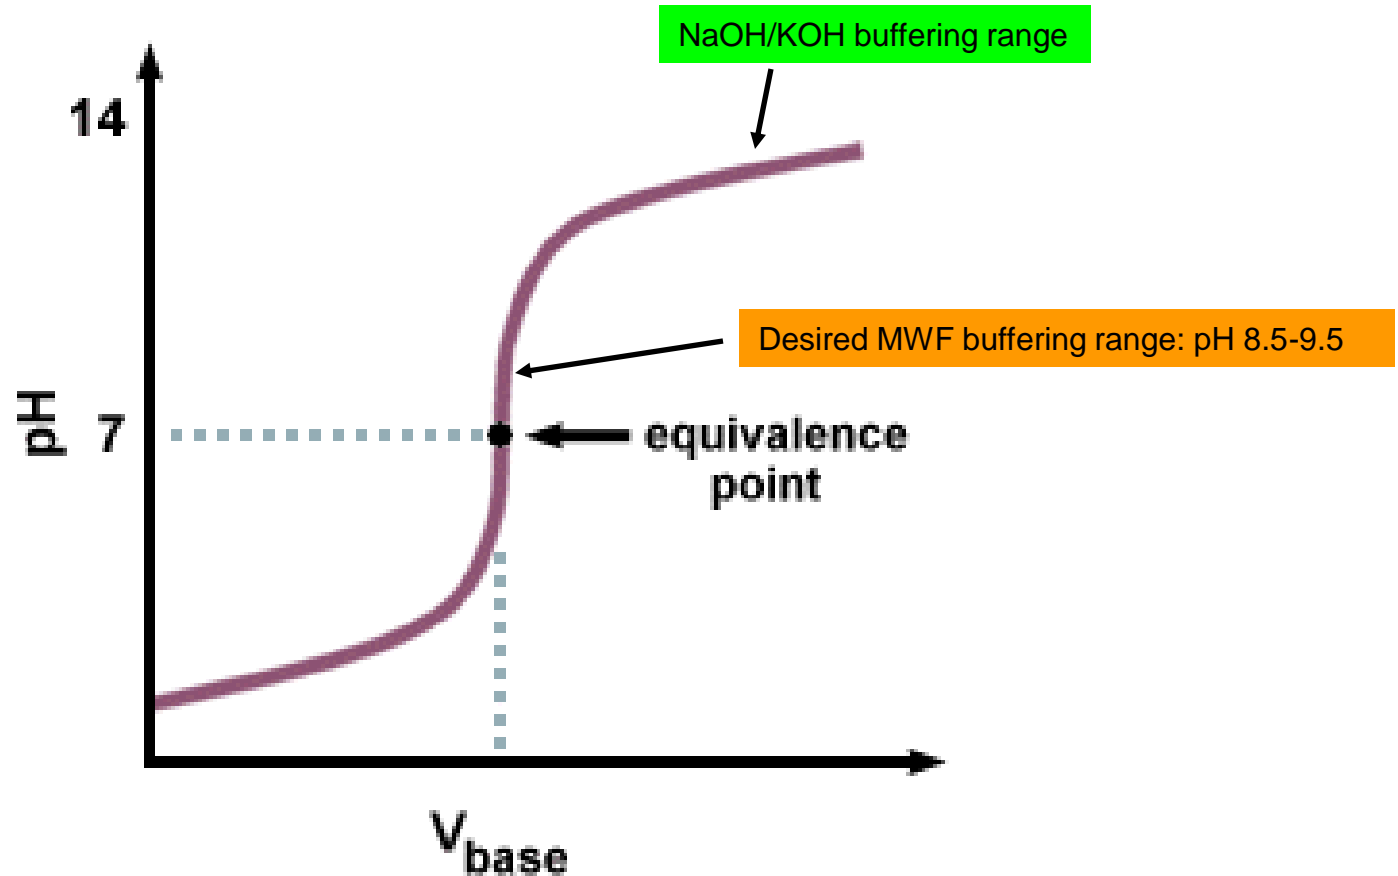 NaOH/KOH buffering range
14
Desired MWF buffering range: pH 8.5-9.5
pH
7
equivalence
point
Vbase